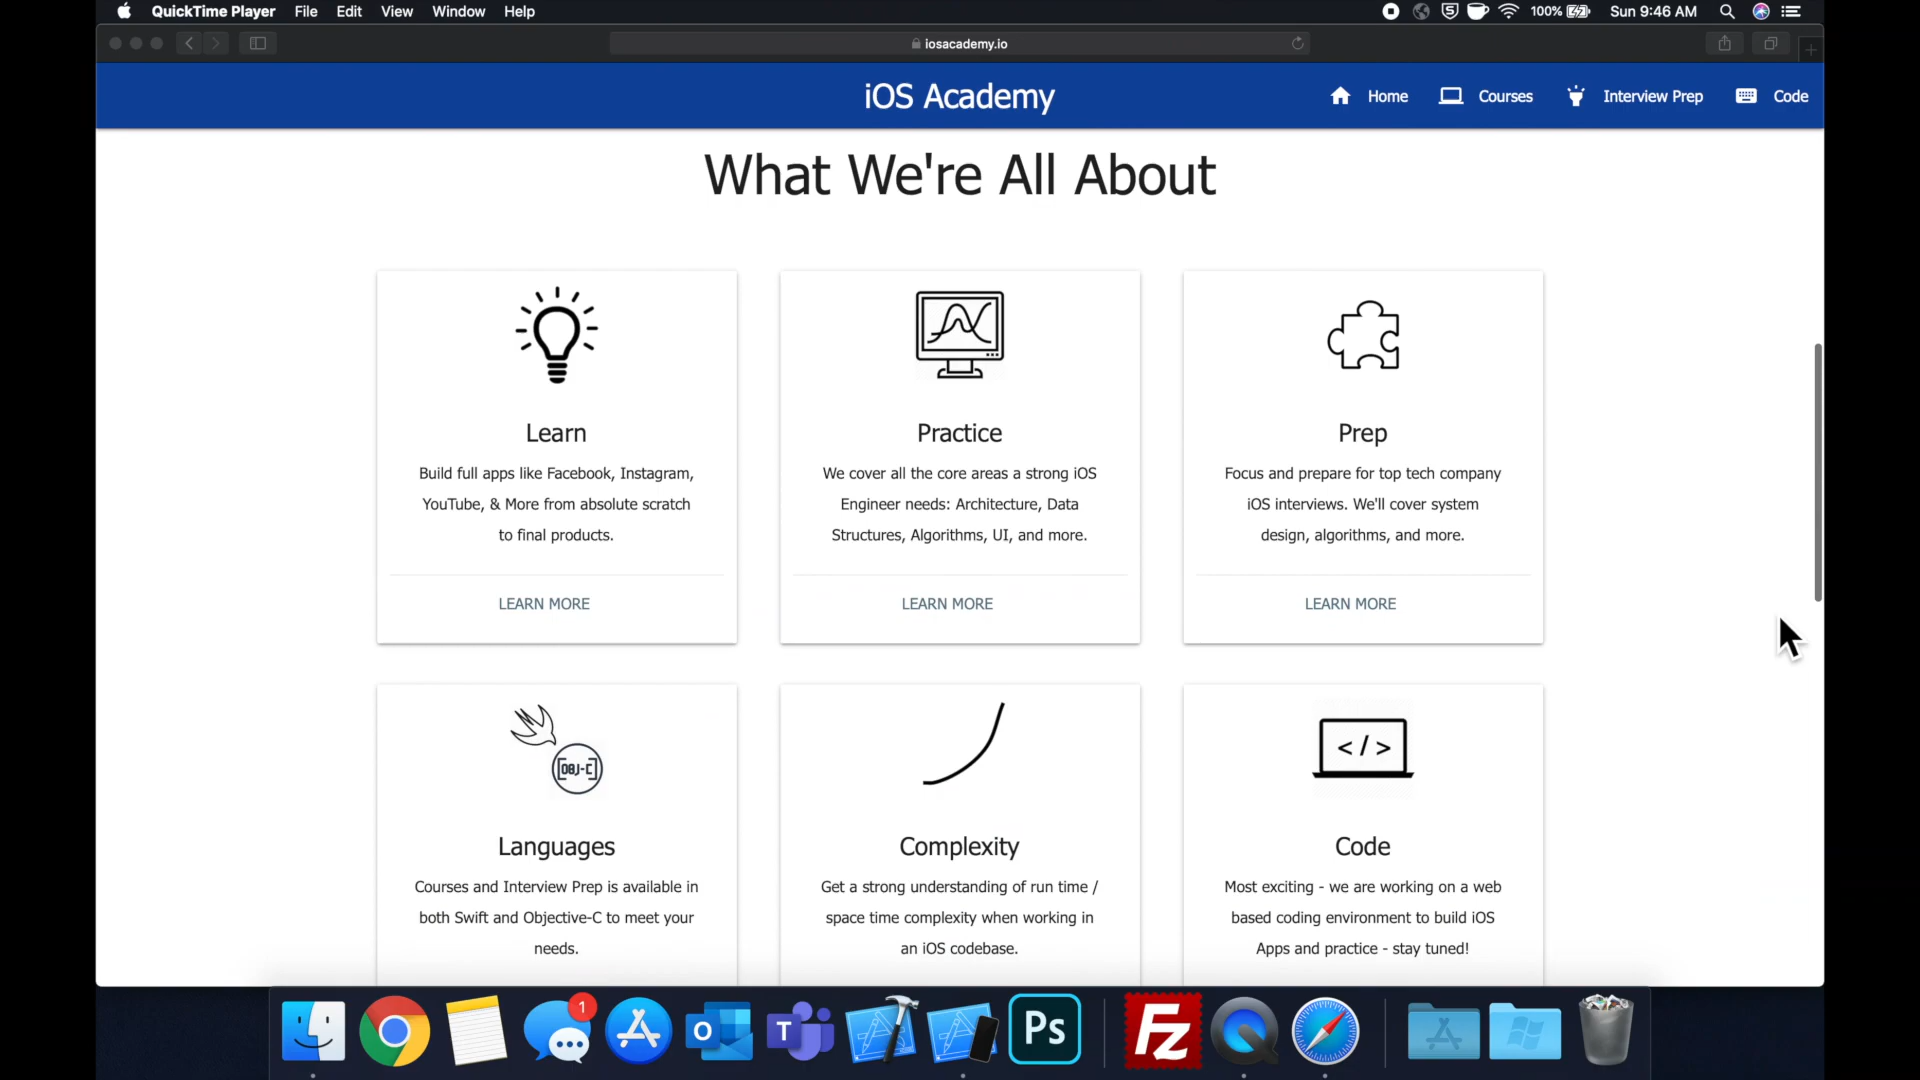 QuickTime Player File Edit View Window Help 100% Sun 9:46 AM
iosacademy.io
iOS Academy Home Courses Interview Prep Code
What We're All About
Learn
Build full apps like Facebook, Instagram,
YouTube, & More from absolute scratch
to final products.
LEARN MORE
Practice
We cover all the core areas a strong iOS
Engineer needs: Architecture, Data
Structures, Algorithms, UI, and more.
LEARN MORE
Prep
Focus and prepare for top tech company
iOS interviews. We'll cover system
design, algorithms, and more.
LEARN MORE
[OBJ-C]
Languages
Courses and Interview Prep is available in
both Swift and Objective-C to meet your
needs.
Complexity
Get a strong understanding of run time /
space time complexity when working in
an iOS codebase.
</>
Code
Most exciting - we are working on a web
based coding environment to build iOS
Apps and practice - stay tuned!
1
O
T
Ps
Fz